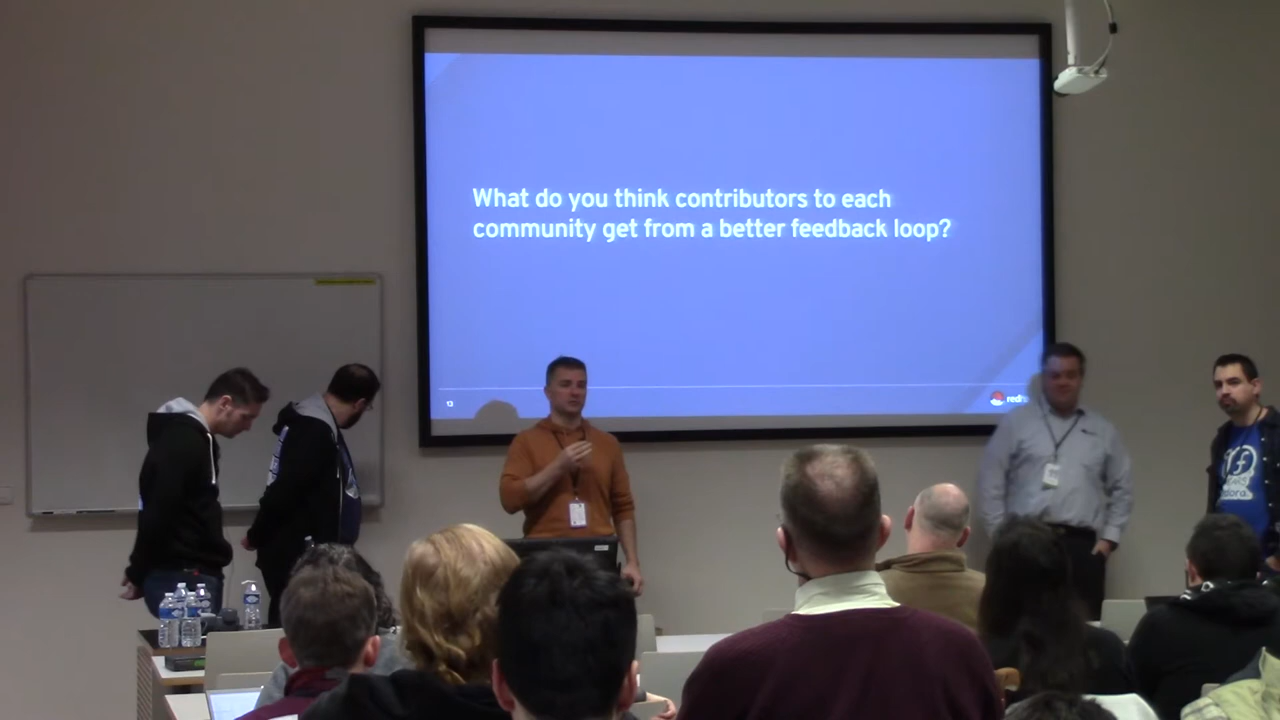 What do you think contributors to each
community get from a better feedback loop?
13